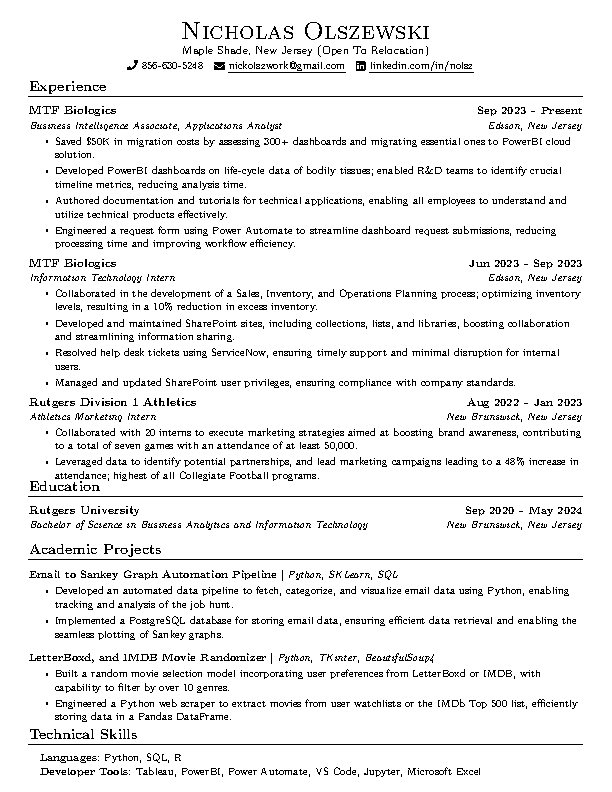 Nicholas Olszewski
Maple Shade, New Jersey (Open To Relocation)
856-630-5248 nickolszwork@gmail.com linkedin.com/in/nolsz
Experience
MTF Biologics Sep 2023 – Present
Business Intelligence Associate, Applications Analyst Edison, New Jersey
• Saved $50K in migration costs by assessing 300+ dashboards and migrating essential ones to PowerBI cloud
solution.
• Developed PowerBI dashboards on life-cycle data of bodily tissues; enabled R&D teams to identify crucial
timeline metrics, reducing analysis time.
• Authored documentation and tutorials for technical applications, enabling all employees to understand and
utilize technical products effectively.
• Engineered a request form using Power Automate to streamline dashboard request submissions, reducing
processing time and improving workflow efficiency.
MTF Biologics Jun 2023 – Sep 2023
Information Technology Intern Edison, New Jersey
• Collaborated in the development of a Sales, Inventory, and Operations Planning process; optimizing inventory
levels, resulting in a 10% reduction in excess inventory.
• Developed and maintained SharePoint sites, including collections, lists, and libraries, boosting collaboration
and streamlining information sharing.
• Resolved help desk tickets using ServiceNow, ensuring timely support and minimal disruption for internal
users.
• Managed and updated SharePoint user privileges, ensuring compliance with company standards.
Rutgers Division 1 Athletics Aug 2022 – Jan 2023
Athletics Marketing Intern New Brunswick, New Jersey
• Collaborated with 20 interns to execute marketing strategies aimed at boosting brand awareness, contributing
to a total of seven games with an attendance of at least 50,000.
• Leveraged data to identify potential partnerships, and lead marketing campaigns leading to a 48% increase in
attendance; highest of all Collegiate Football programs.
Education
Rutgers University Sep 2020 – May 2024
Bachelor of Science in Business Analytics and Information Technology New Brunswick, New Jersey
Academic Projects
Email to Sankey Graph Automation Pipeline | Python, SKLearn, SQL
• Developed an automated data pipeline to fetch, categorize, and visualize email data using Python, enabling
tracking and analysis of the job hunt.
• Implemented a PostgreSQL database for storing email data, ensuring efficient data retrieval and enabling the
seamless plotting of Sankey graphs.
LetterBoxd, and IMDB Movie Randomizer | Python, TKinter, BeautifulSoup4
• Built a random movie selection model incorporating user preferences from LetterBoxd or IMDB, with
capability to filter by over 10 genres.
• Engineered a Python web scraper to extract movies from user watchlists or the IMDb Top 500 list, efficiently
storing data in a Pandas DataFrame.
Technical Skills
Languages: Python, SQL, R
Developer Tools: Tableau, PowerBI, Power Automate, VS Code, Jupyter, Microsoft Excel